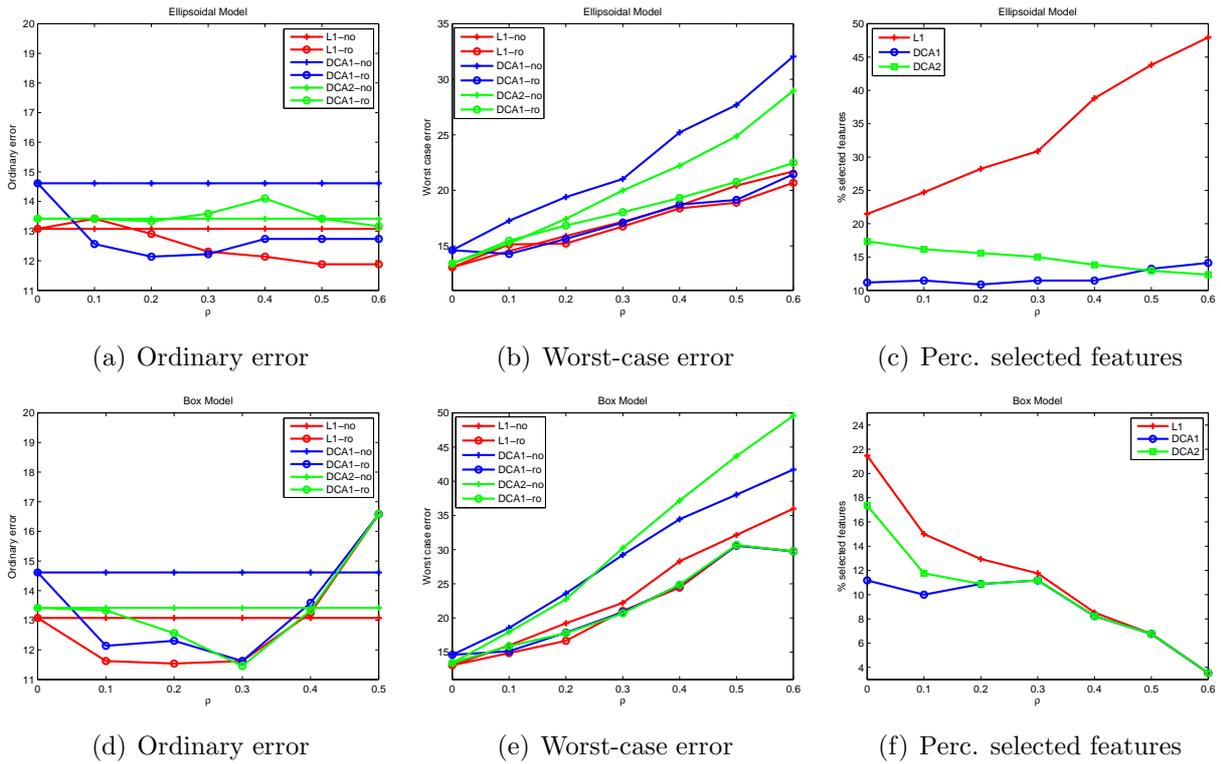 Ellipsoidal Model
20
19
18
17
16
15
14
13
12
11
Ordinary error
L1−no
L1−ro
DCA1−no
DCA1−ro
DCA2−no
DCA1−ro
0 0.1 0.2 0.3 0.4 0.5 0.6
ρ
(a) Ordinary error
Ellipsoidal Model
35
30
25
20
15
Worst case error
L1−no
L1−ro
DCA1−no
DCA1−ro
DCA2−no
DCA1−ro
0 0.1 0.2 0.3 0.4 0.5 0.6
ρ
(b) Worst-case error
Ellipsoidal Model
50
45
40
35
30
25
20
15
10
% selected features
L1
DCA1
DCA2
0 0.1 0.2 0.3 0.4 0.5 0.6
ρ
(c) Perc. selected features
Box Model
20
19
18
17
16
15
14
13
12
11
Ordinary error
L1−no
L1−ro
DCA1−no
DCA1−ro
DCA2−no
DCA1−ro
0 0.1 0.2 0.3 0.4 0.5
ρ
(d) Ordinary error
Box Model
50
45
40
35
30
25
20
15
Worst case error
L1−no
L1−ro
DCA1−no
DCA1−ro
DCA2−no
DCA1−ro
0 0.1 0.2 0.3 0.4 0.5 0.6
ρ
(e) Worst-case error
Box Model
24
22
20
18
16
14
12
10
8
6
4
% selected features
L1
DCA1
DCA2
0 0.1 0.2 0.3 0.4 0.5 0.6
ρ
(f) Perc. selected features